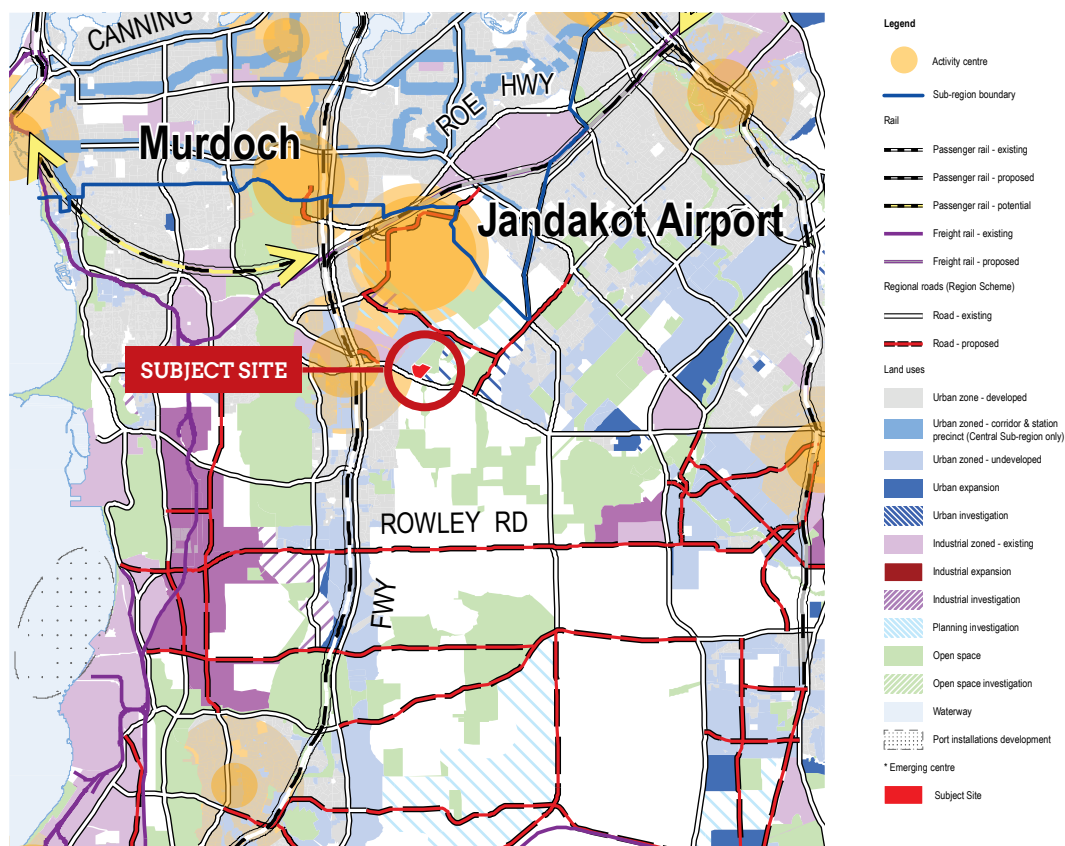 CANNING
ROE HWY
Murdoch
Jandakot Airport
SUBJECT SITE
ROWLEY RD
FWY
Legend
Activity centre
Sub-region boundary
Rail
Passenger rail - existing
Passenger rail - proposed
Passenger rail - potential
Freight rail - existing
Freight rail - proposed
Regional roads (Region Scheme)
Road - existing
Road - proposed
Land uses
Urban zone - developed
Urban zoned - corridor & station
precinct (Central Sub-region only)
Urban zoned - undeveloped
Urban expansion
Urban investigation
Industrial zoned - existing
Industrial expansion
Industrial investigation
Planning investigation
Open space
Open space investigation
Waterway
Port installations development
* Emerging centre
Subject Site